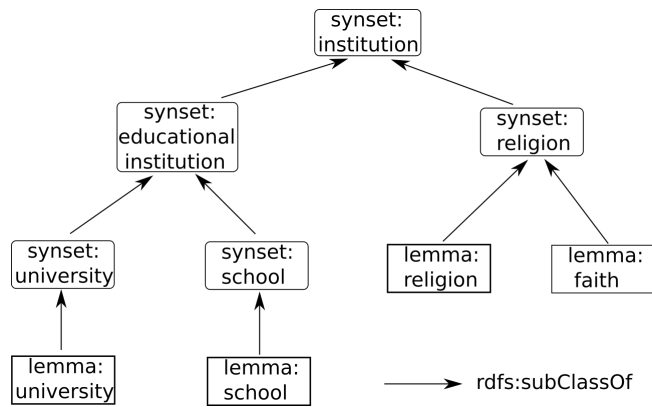 synset:
institution
synset:
educational
institution
synset:
religion
synset:
university
synset:
school
lemma:
religion
lemma:
faith
lemma:
university
lemma:
school
rdfs:subClassOf